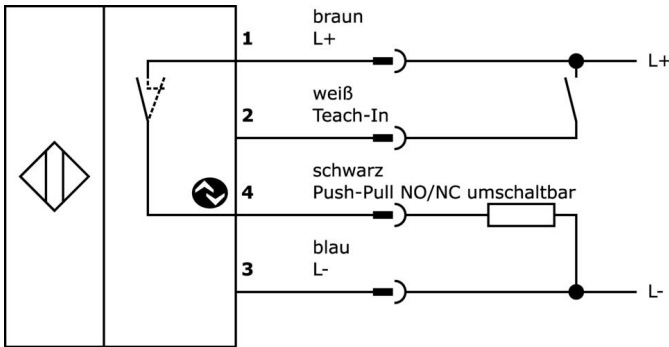 braun
1 L+
L+
weiß
2 Teach-In
schwarz
4 Push-Pull NO/NC umschaltbar
blau
3 L-
L-